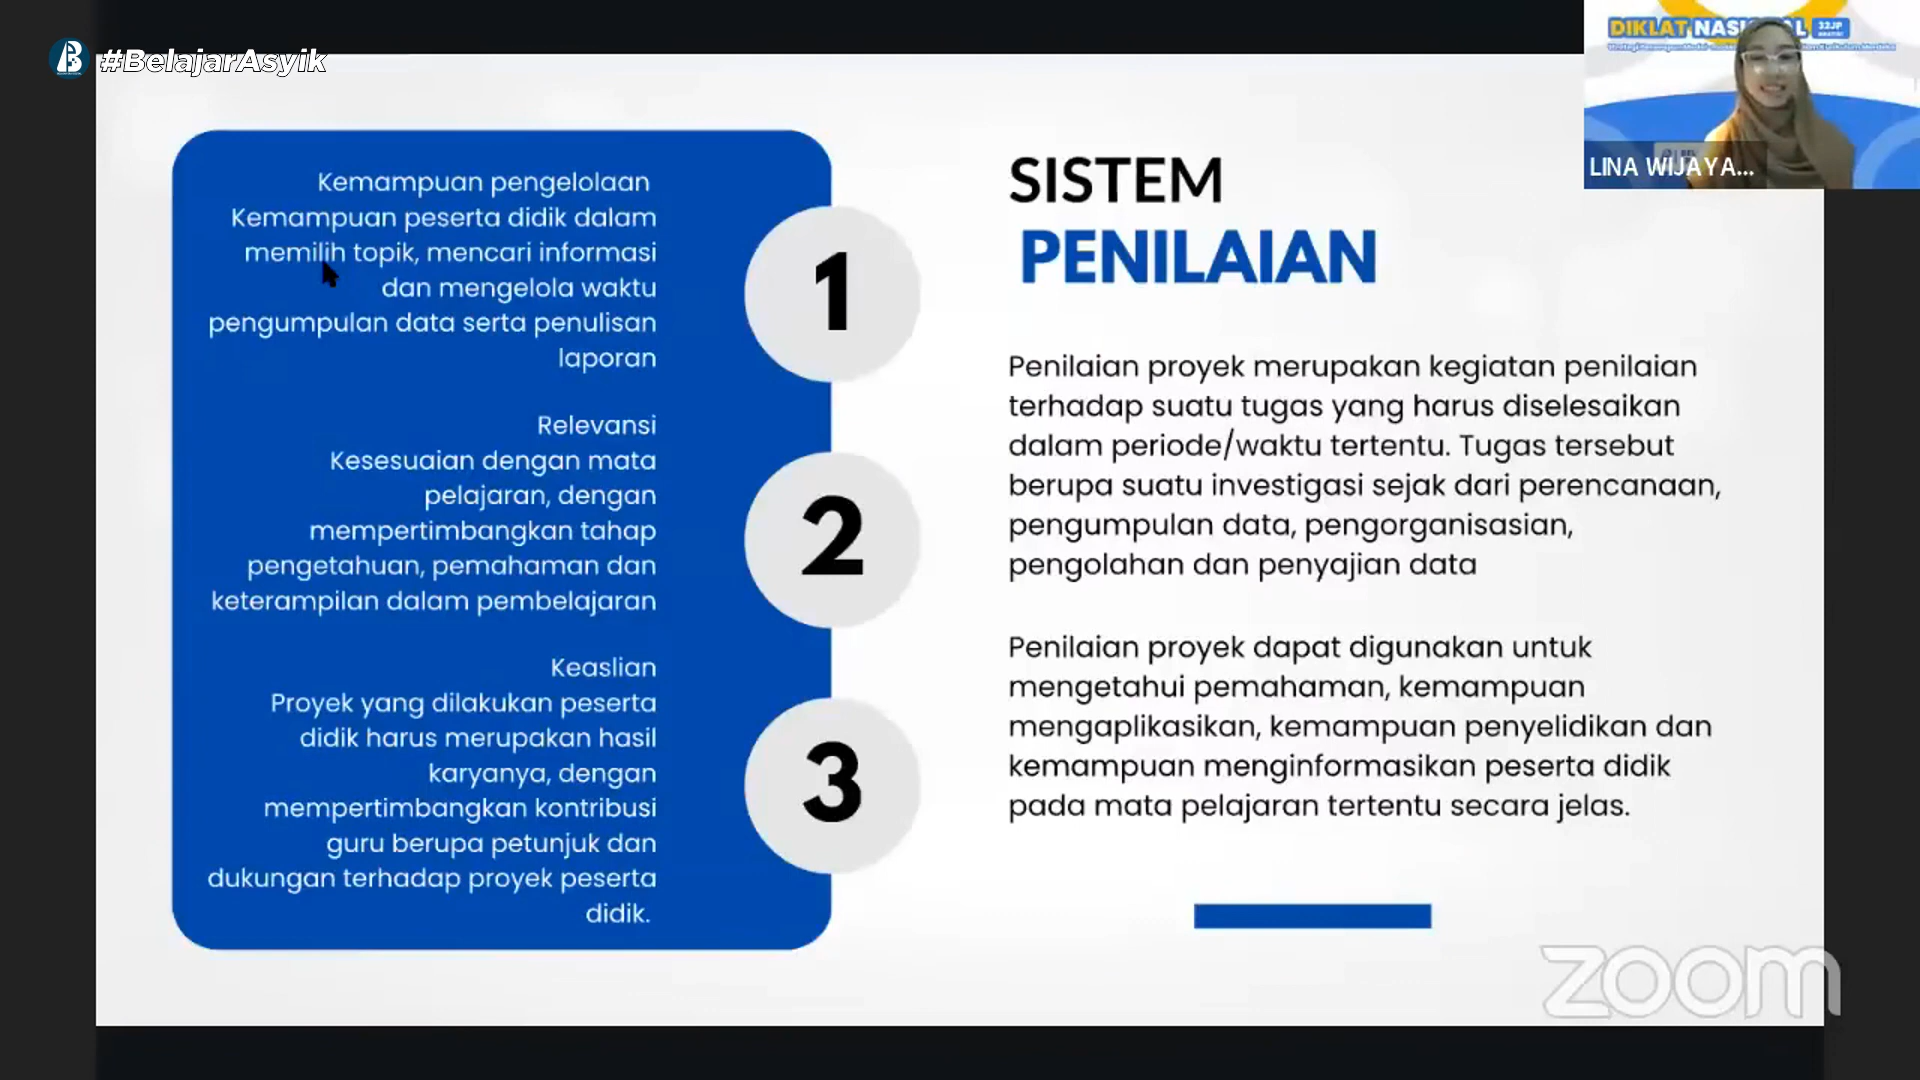 #BelajarAsyik
DIKLAT NASIONAL
32JP
LINA WIJAYA...
SISTEM
PENILAIAN
Kemampuan pengelolaan
Kemampuan peserta didik dalam
memilih topik, mencari informasi
dan mengelola waktu
pengumpulan data serta penulisan
laporan
1
Relevansi
Kesesuaian dengan mata
pelajaran, dengan
mempertimbangkan tahap
pengetahuan, pemahaman dan
keterampilan dalam pembelajaran
2
Keaslian
Proyek yang dilakukan peserta
didik harus merupakan hasil
karyanya, dengan
mempertimbangkan kontribusi
guru berupa petunjuk dan
dukungan terhadap proyek peserta
didik.
3
Penilaian proyek merupakan kegiatan penilaian
terhadap suatu tugas yang harus diselesaikan
dalam periode/waktu tertentu. Tugas tersebut
berupa suatu investigasi sejak dari perencanaan,
pengumpulan data, pengorganisasian,
pengolahan dan penyajian data
Penilaian proyek dapat digunakan untuk
mengetahui pemahaman, kemampuan
mengaplikasikan, kemampuan penyelidikan dan
kemampuan menginformasikan peserta didik
pada mata pelajaran tertentu secara jelas.
zoom